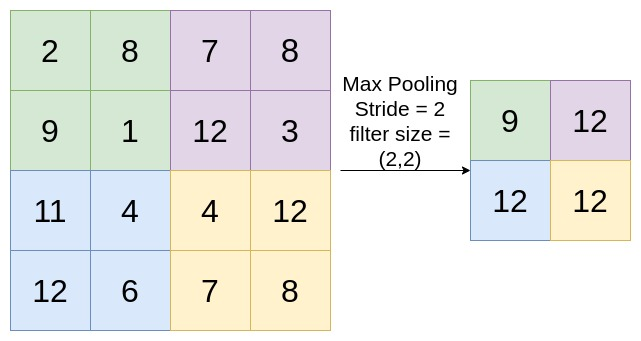 2 8 7 8
9 1 12 3
11 4 4 12
12 6 7 8
Max Pooling
Stride = 2
filter size =
(2,2)
9 12
12 12